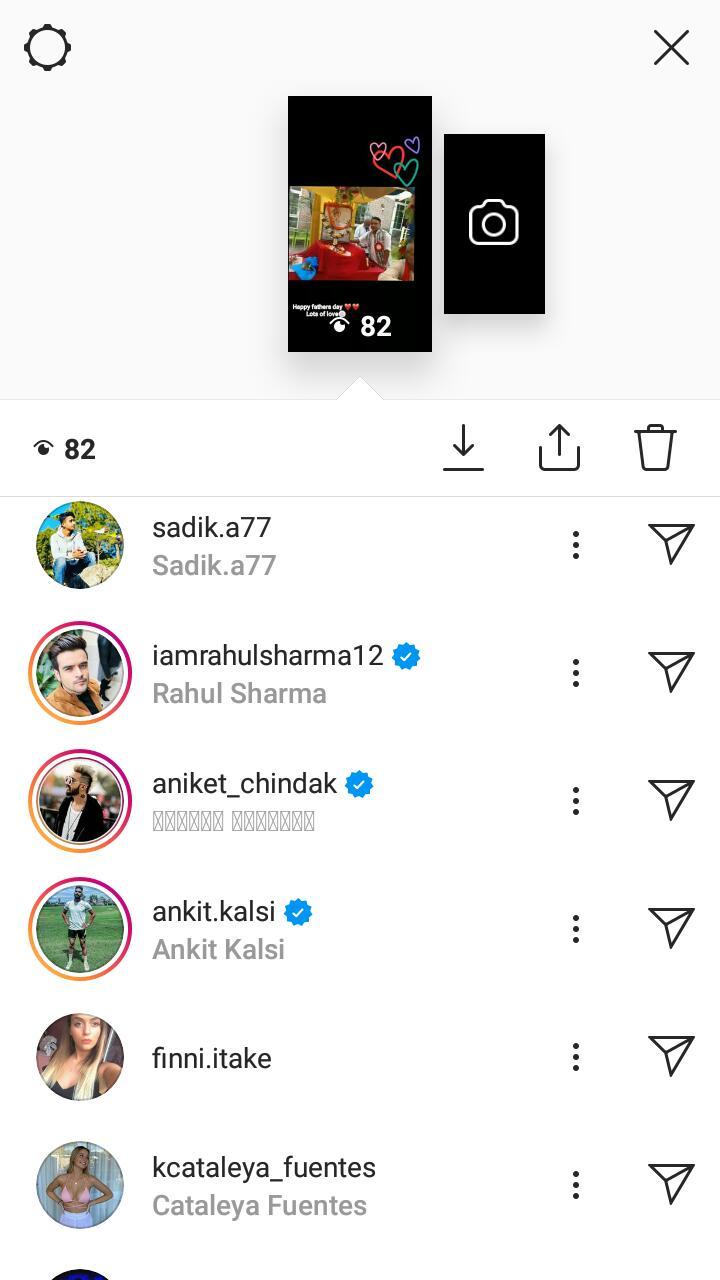 Happy fathers day ❤️❤️
Lots of love
82
82
sadik.a77
Sadik.a77
iamrahulsharma12
Rahul Sharma
aniket_chindak
ankit.kalsi
Ankit Kalsi
finni.itake
kcataleya_fuentes
Cataleya Fuentes